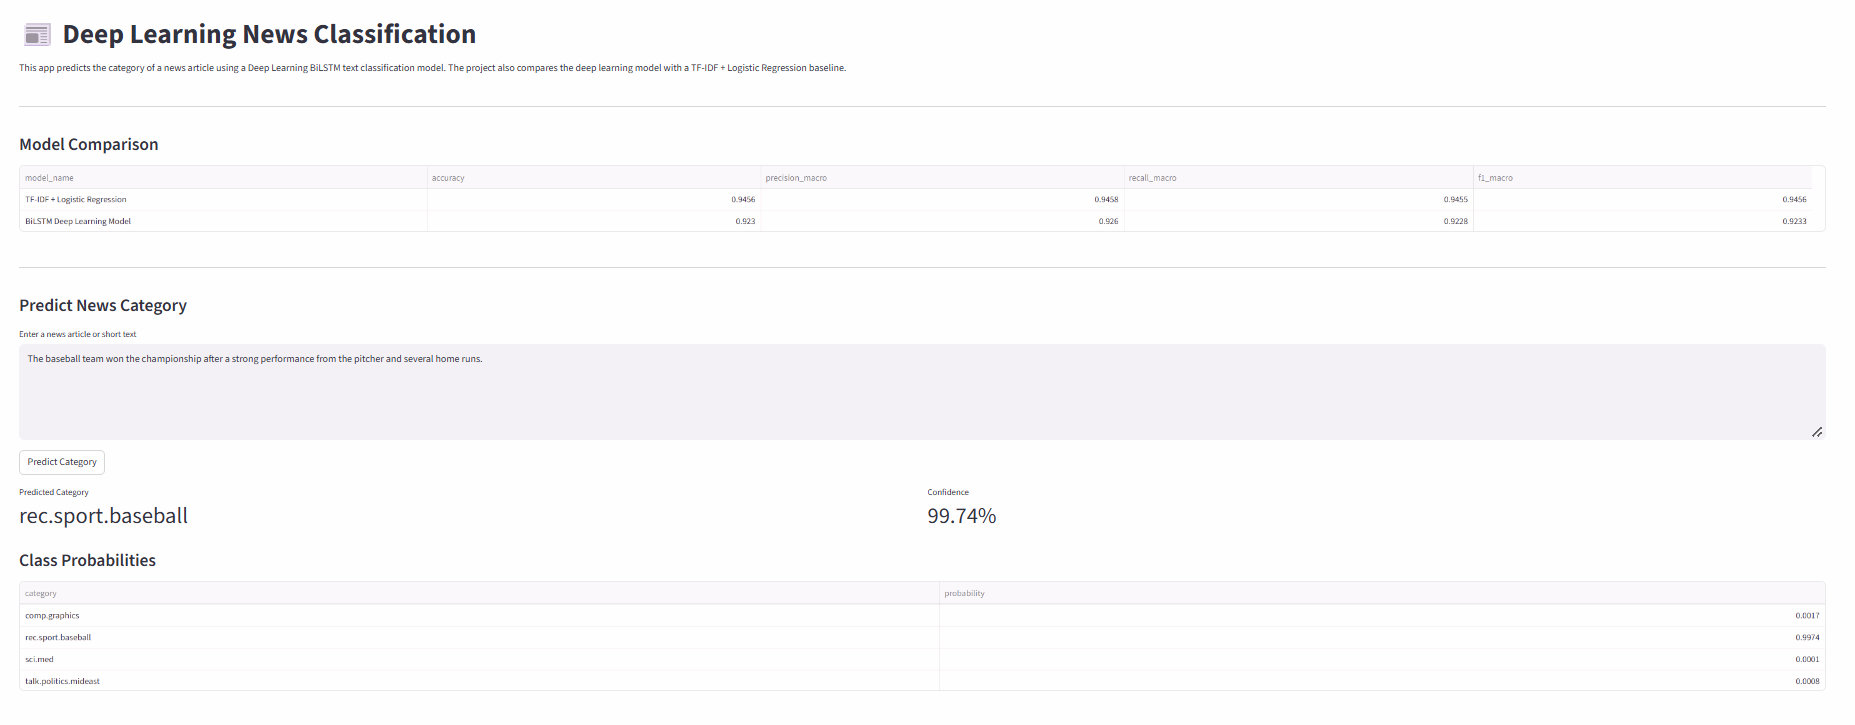 Deep Learning News Classification
This app predicts the category of a news article using a Deep Learning BiLSTM text classification model. The project also compares the deep learning model with a TF-IDF + Logistic Regression baseline.
Model Comparison
model_name accuracy precision_macro recall_macro f1_macro
TF-IDF + Logistic Regression 0.9456 0.9458 0.9455 0.9456
BiLSTM Deep Learning Model 0.923 0.926 0.9228 0.9233
Predict News Category
Enter a news article or short text
The baseball team won the championship after a strong performance from the pitcher and several home runs.
Predict Category
Predicted Category Confidence
rec.sport.baseball 99.74%
Class Probabilities
category probability
comp.graphics 0.0017
rec.sport.baseball 0.9974
sci.med 0.0001
talk.politics.mideast 0.0008